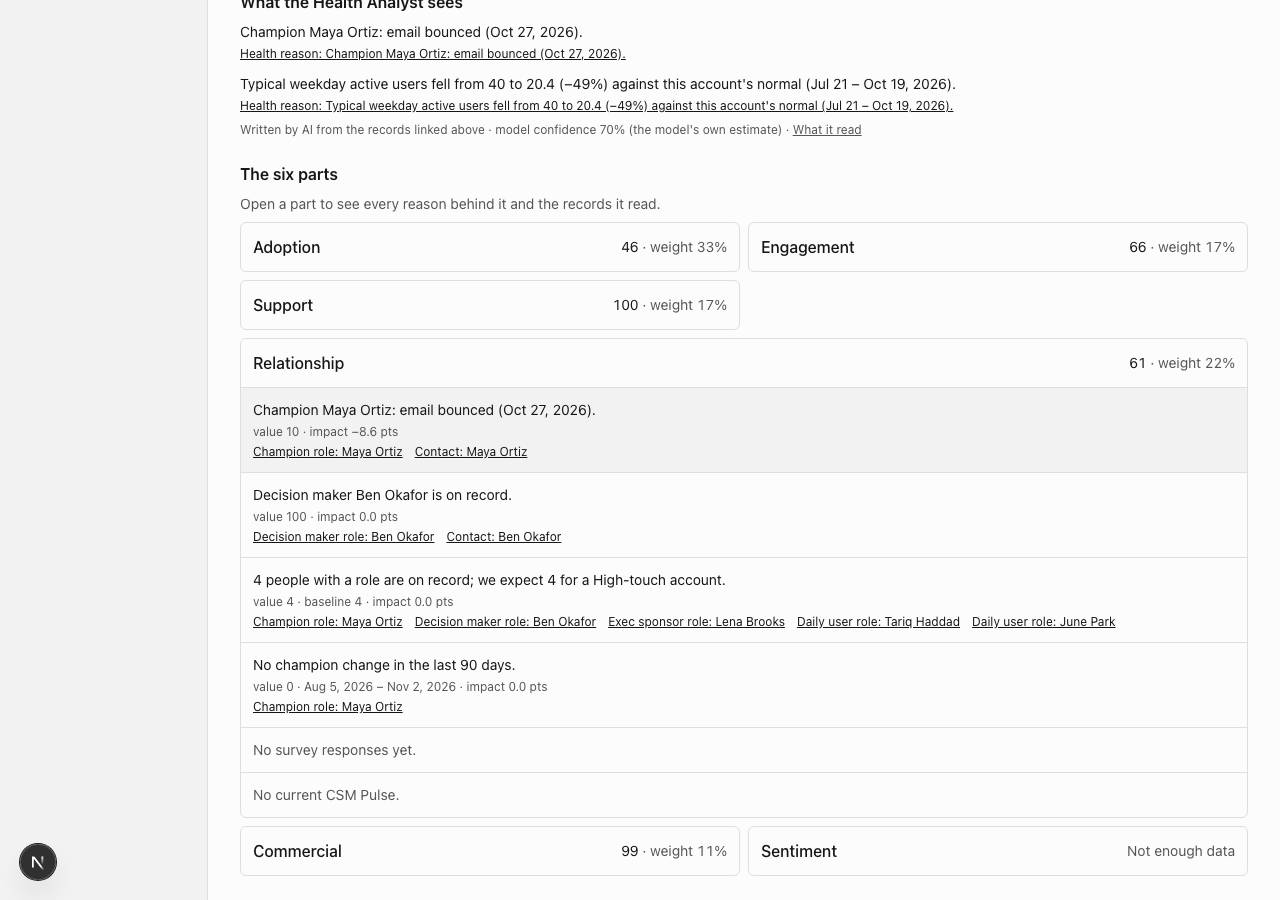 What the Health Analyst sees
Champion Maya Ortiz: email bounced (Oct 27, 2026).
Health reason: Champion Maya Ortiz: email bounced (Oct 27, 2026).
Typical weekday active users fell from 40 to 20.4 (−49%) against this account's normal (Jul 21 – Oct 19, 2026).
Health reason: Typical weekday active users fell from 40 to 20.4 (−49%) against this account's normal (Jul 21 – Oct 19, 2026).
Written by AI from the records linked above · model confidence 70% (the model's own estimate) · What it read
The six parts
Open a part to see every reason behind it and the records it read.
Adoption 46 · weight 33%
Engagement 66 · weight 17%
Support 100 · weight 17%
Relationship 61 · weight 22%
Champion Maya Ortiz: email bounced (Oct 27, 2026).
value 10 · impact −8.6 pts
Champion role: Maya Ortiz Contact: Maya Ortiz
Decision maker Ben Okafor is on record.
value 100 · impact 0.0 pts
Decision maker role: Ben Okafor Contact: Ben Okafor
4 people with a role are on record; we expect 4 for a High-touch account.
value 4 · baseline 4 · impact 0.0 pts
Champion role: Maya Ortiz Decision maker role: Ben Okafor Exec sponsor role: Lena Brooks Daily user role: Tariq Haddad Daily user role: June Park
No champion change in the last 90 days.
value 0 · Aug 5, 2026 – Nov 2, 2026 · impact 0.0 pts
Champion role: Maya Ortiz
No survey responses yet.
No current CSM Pulse.
Commercial 99 · weight 11%
Sentiment Not enough data
N